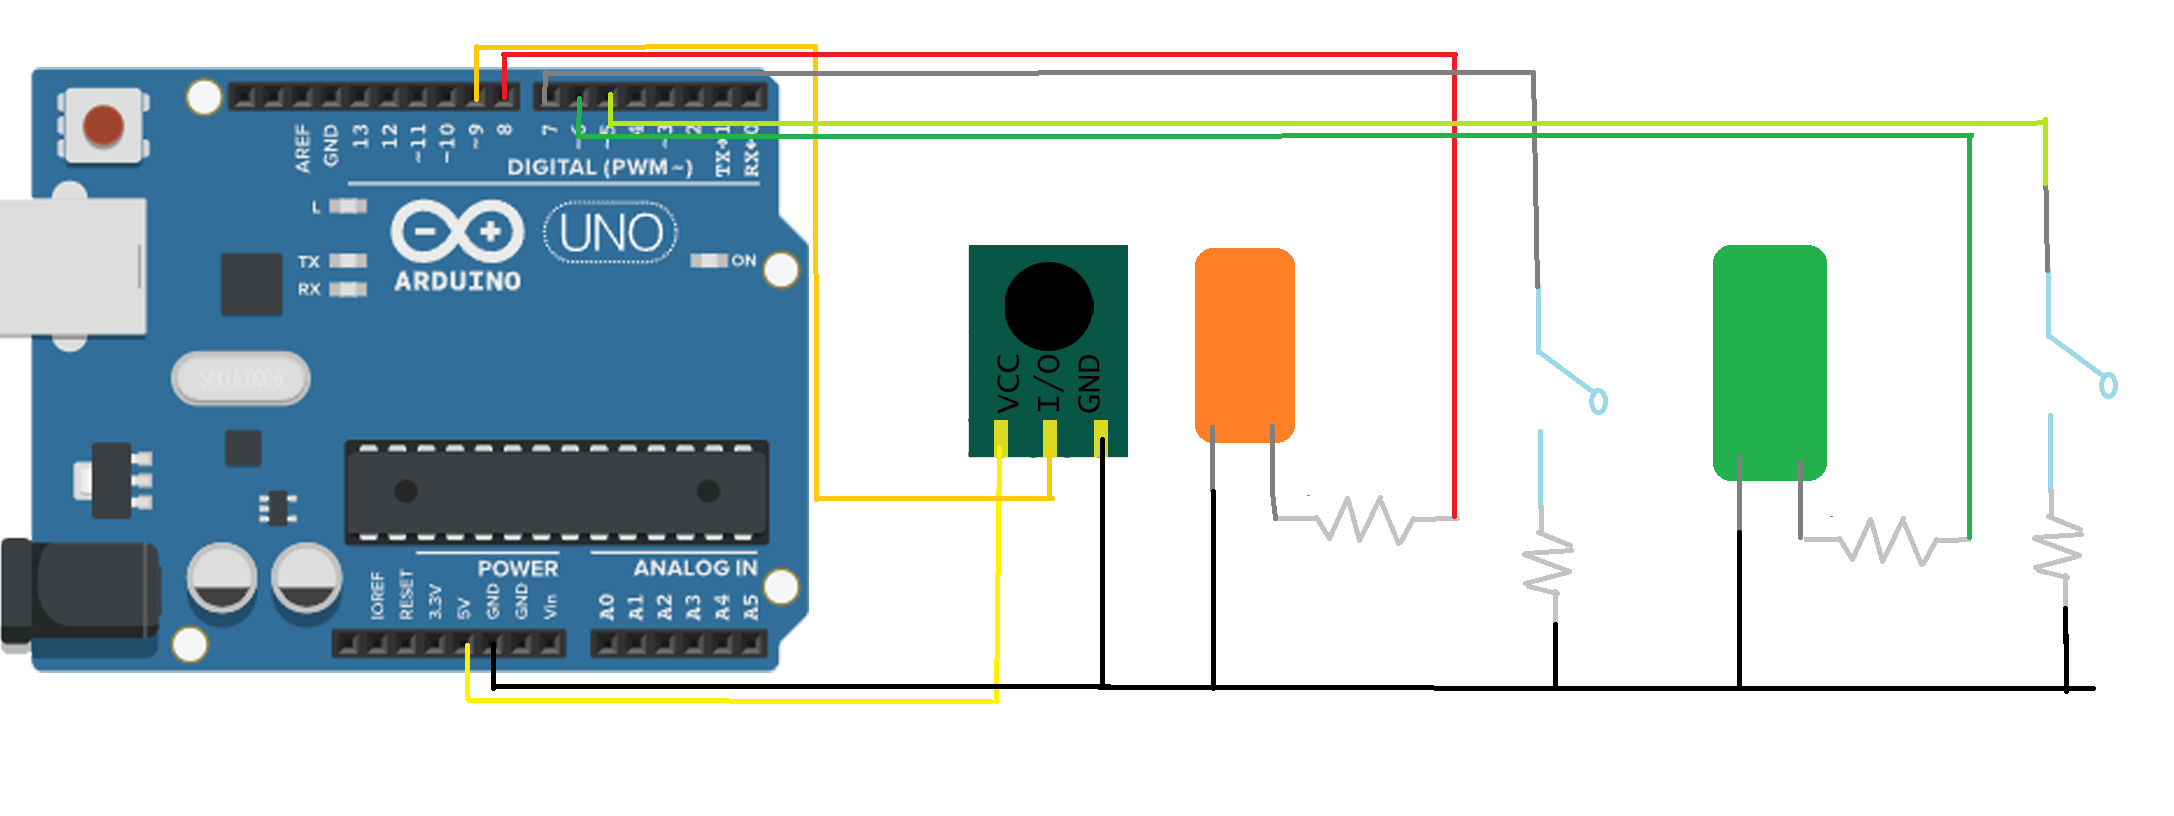 AREF
GND
13
12
~11
~10
~9
8
7
~6
~5
4
~3
2
TX→1
RX←0
DIGITAL (PWM~)
L
TX
RX
UNO
ON
ARDUINO
SPK16.000G
VCC
I/O
GND
POWER
ANALOG IN
IOREF
RESET
3.3V
5V
GND
GND
Vin
A0
A1
A2
A3
A4
A5